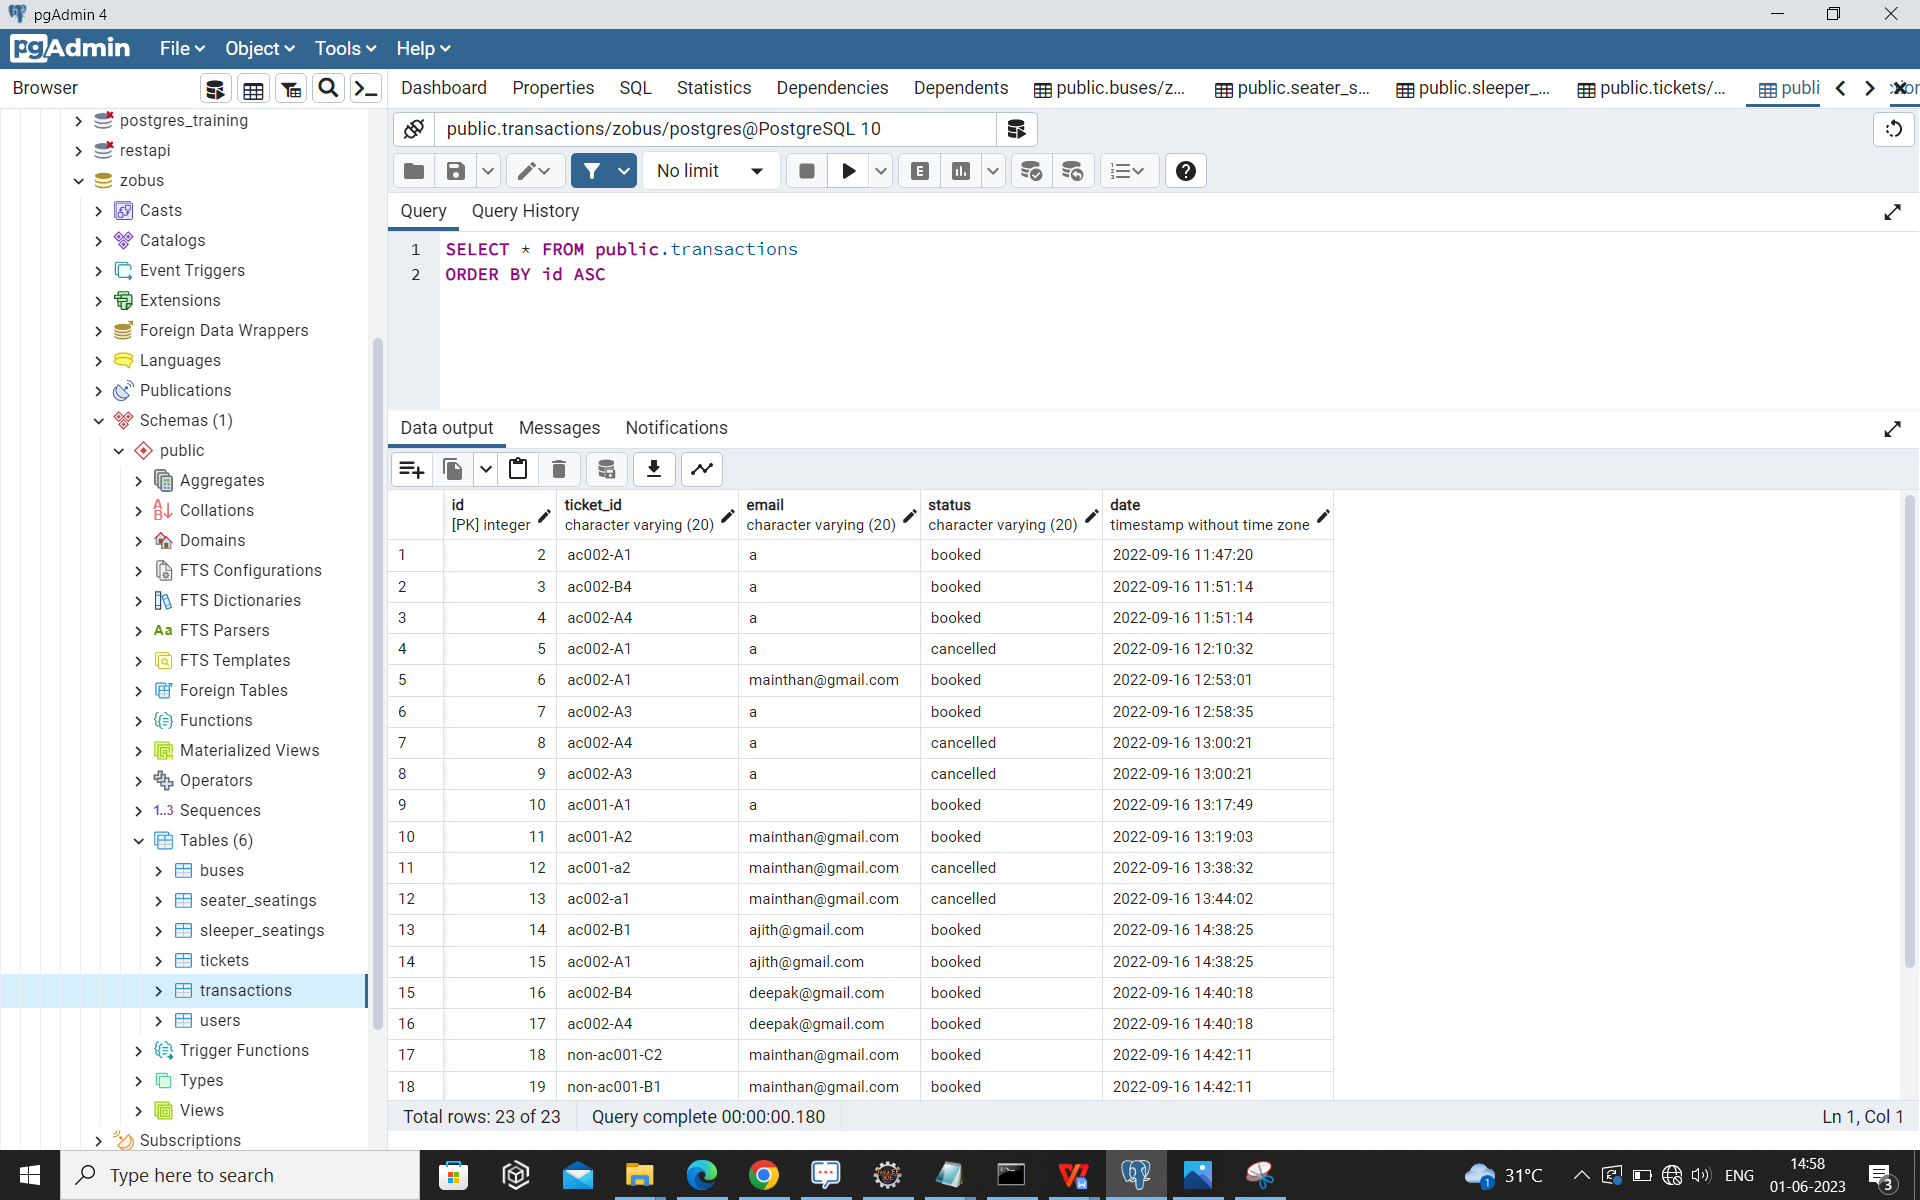 pgAdmin 4
pgAdmin File Object Tools Help
Browser
Dashboard Properties SQL Statistics Dependencies Dependents public.buses/z... public.seater_s... public.sleeper_... public.tickets/... publi
postgres_training
restapi
zobus
Casts
Catalogs
Event Triggers
Extensions
Foreign Data Wrappers
Languages
Publications
Schemas (1)
public
Aggregates
Collations
Domains
FTS Configurations
FTS Dictionaries
Aa FTS Parsers
FTS Templates
Foreign Tables
Functions
Materialized Views
Operators
1..3 Sequences
Tables (6)
buses
seater_seatings
sleeper_seatings
tickets
transactions
users
Trigger Functions
Types
Views
Subscriptions
public.transactions/zobus/postgres@PostgreSQL 10
No limit E
Query Query History
1 SELECT * FROM public.transactions
2 ORDER BY id ASC
Data output Messages Notifications
id ticket_id email status date
[PK] integer character varying (20) character varying (20) character varying (20) timestamp without time zone
1 2 ac002-A1 a booked 2022-09-16 11:47:20
2 3 ac002-B4 a booked 2022-09-16 11:51:14
3 4 ac002-A4 a booked 2022-09-16 11:51:14
4 5 ac002-A1 a cancelled 2022-09-16 12:10:32
5 6 ac002-A1 mainthan@gmail.com booked 2022-09-16 12:53:01
6 7 ac002-A3 a booked 2022-09-16 12:58:35
7 8 ac002-A4 a cancelled 2022-09-16 13:00:21
8 9 ac002-A3 a cancelled 2022-09-16 13:00:21
9 10 ac001-A1 a booked 2022-09-16 13:17:49
10 11 ac001-A2 mainthan@gmail.com booked 2022-09-16 13:19:03
11 12 ac001-a2 mainthan@gmail.com cancelled 2022-09-16 13:38:32
12 13 ac002-a1 mainthan@gmail.com cancelled 2022-09-16 13:44:02
13 14 ac002-B1 ajith@gmail.com booked 2022-09-16 14:38:25
14 15 ac002-A1 ajith@gmail.com booked 2022-09-16 14:38:25
15 16 ac002-B4 deepak@gmail.com booked 2022-09-16 14:40:18
16 17 ac002-A4 deepak@gmail.com booked 2022-09-16 14:40:18
17 18 non-ac001-C2 mainthan@gmail.com booked 2022-09-16 14:42:11
18 19 non-ac001-B1 mainthan@gmail.com booked 2022-09-16 14:42:11
Total rows: 23 of 23 Query complete 00:00:00.180 Ln 1, Col 1
Type here to search 1 31°C ENG 14:58
01-06-2023 3